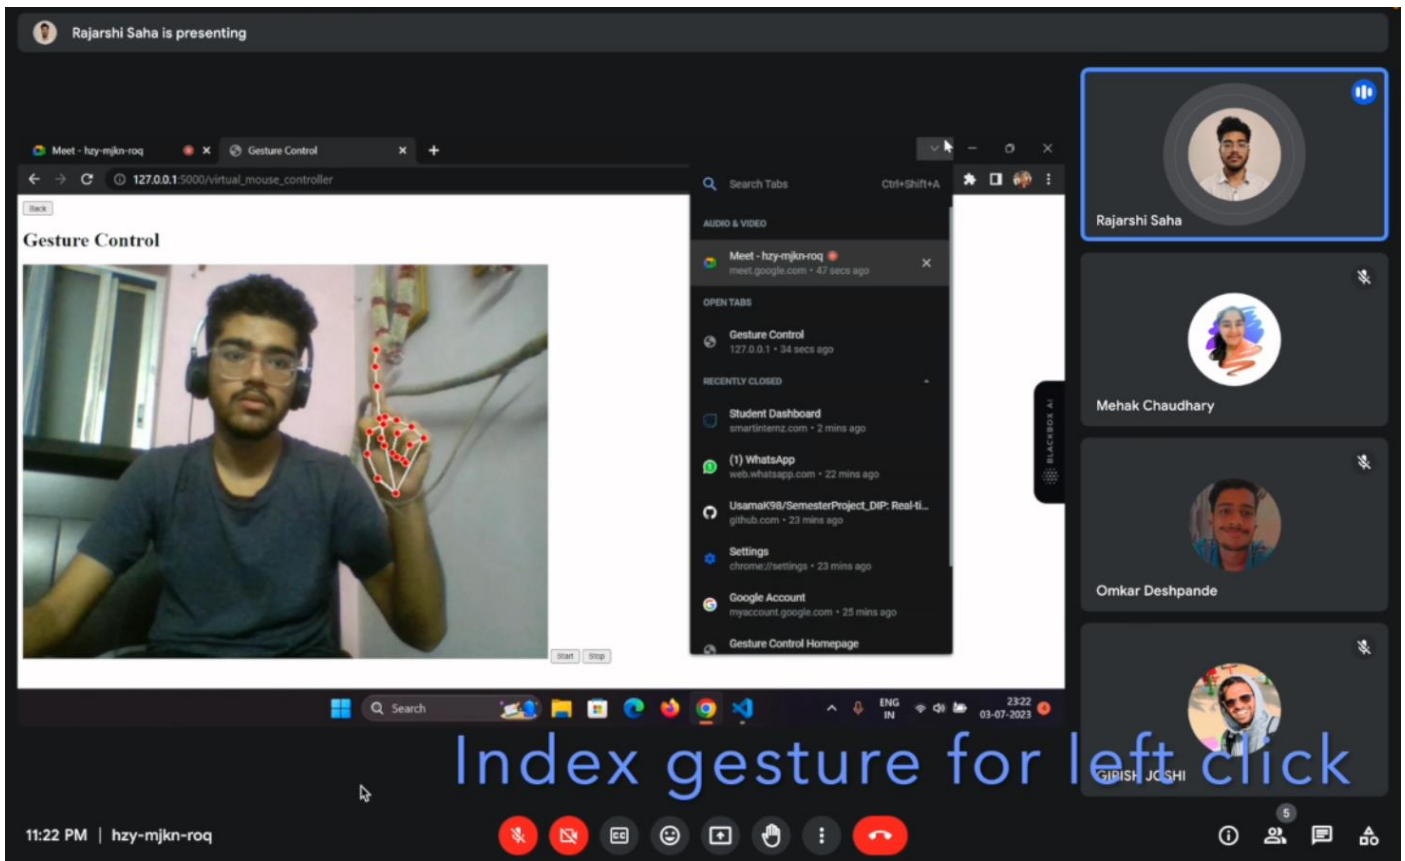 Rajarshi Saha is presenting
Meet - hzy-mjkn-roq
Gesture Control
127.0.0.1:5000/virtual_mouse_controller
Back
Gesture Control
Search Tabs Ctrl+Shift+A
AUDIO & VIDEO
Meet - hzy-mjkn-roq
meet.google.com • 47 secs ago
OPEN TABS
Gesture Control
127.0.0.1 • 34 secs ago
RECENTLY CLOSED
Student Dashboard
smartinternz.com • 2 mins ago
(1) WhatsApp
web.whatsapp.com • 22 mins ago
UsamaK98/SemesterProject_DIP: Real-ti...
github.com • 23 mins ago
Settings
chrome://settings • 23 mins ago
Google Account
myaccount.google.com • 25 mins ago
Gesture Control Homepage
BLACKBOX AI
Start Stop
Search
ENG
IN
23:22
03-07-2023
4
Rajarshi Saha
Mehak Chaudhary
Omkar Deshpande
GIRISH JOSHI
Index gesture for left click
11:22 PM | hzy-mjkn-roq
CC
5